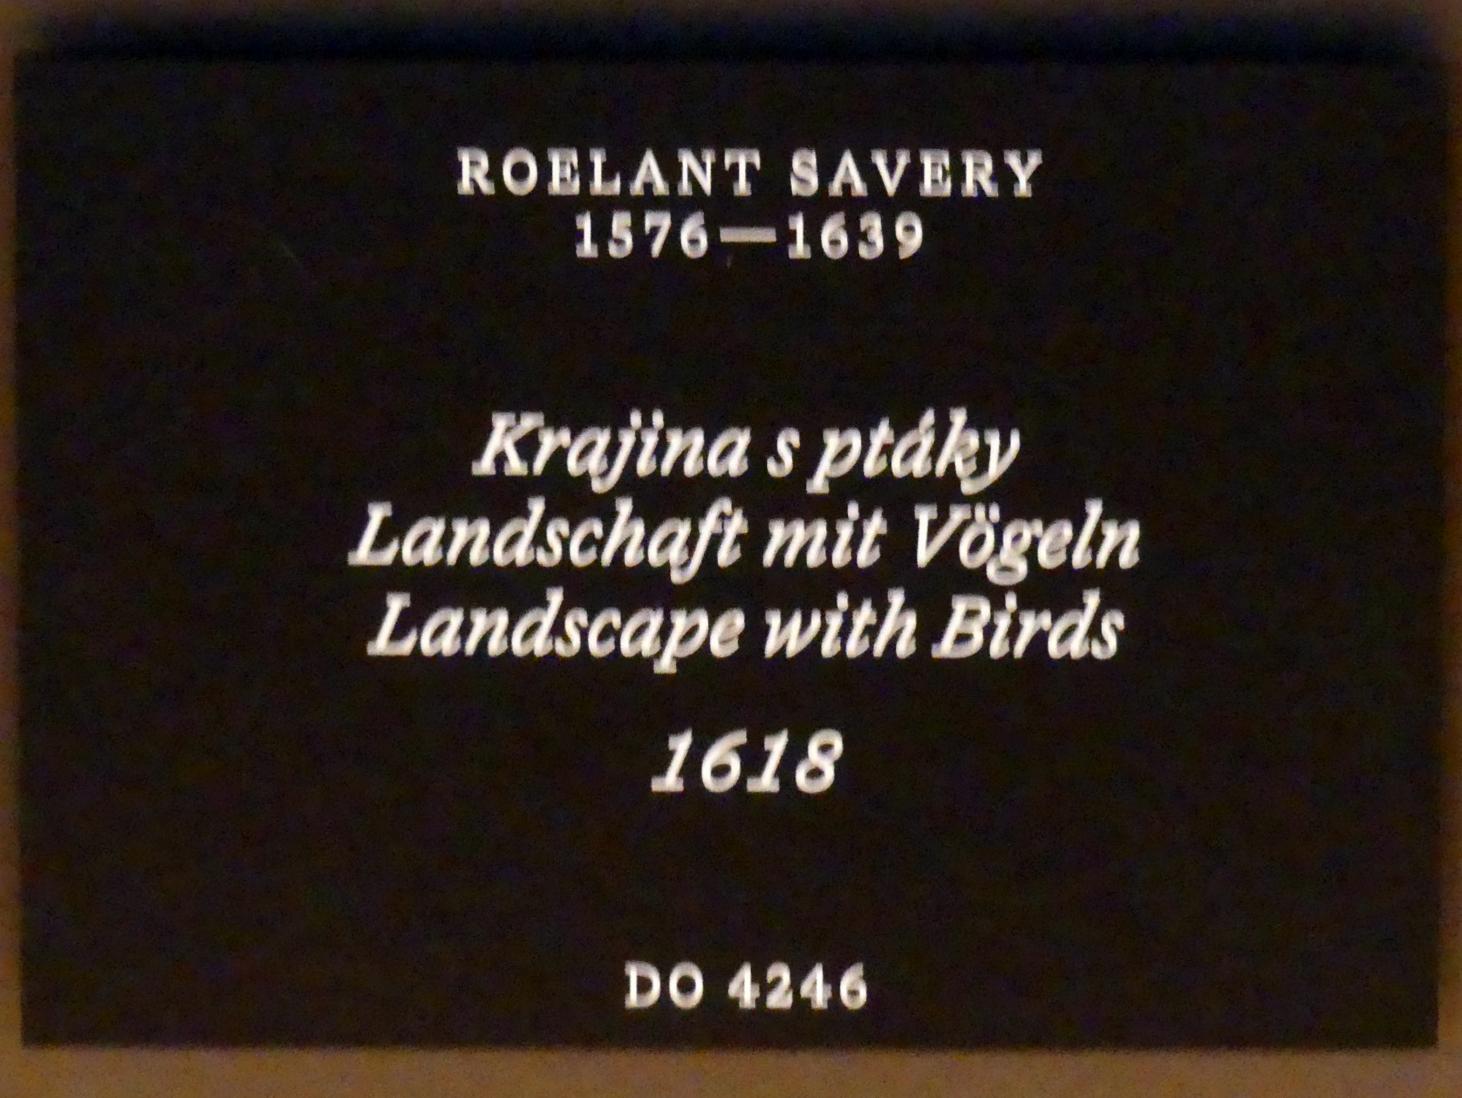 ROELANT SAVERY
1576—1639
Krajina s ptáky
Landschaft mit Vögeln
Landscape with Birds
1618
DO 4246